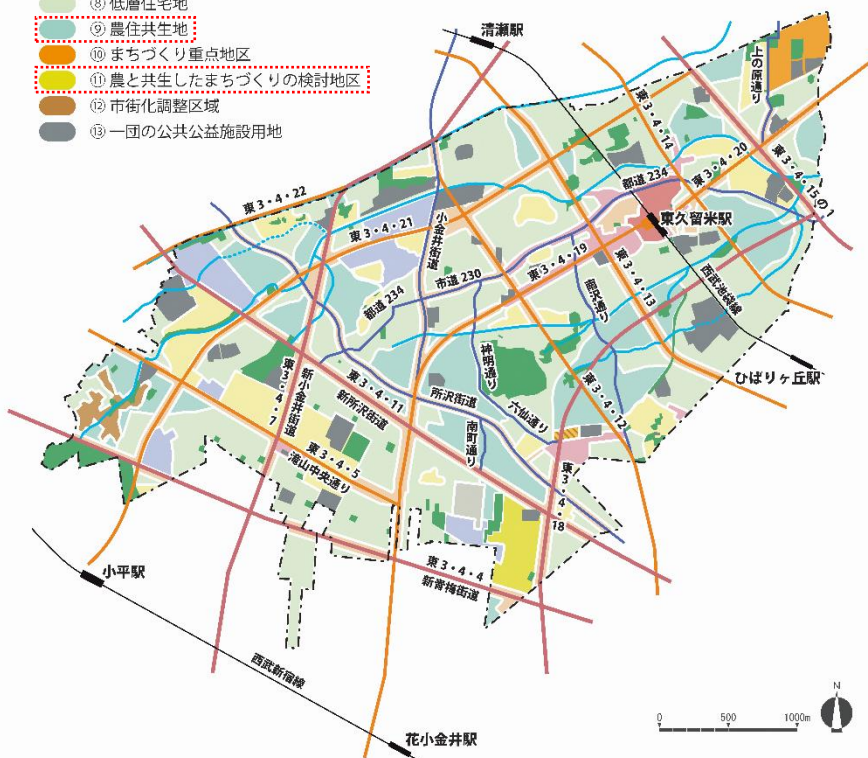 ⑧ 低層住宅地
⑨ 農住共生地
⑩ まちづくり重点地区
⑪ 農と共生したまちづくりの検討地区
⑫ 市街化調整区域
⑬ 一団の公共公益施設用地
清瀬駅
上の原通り
東3・4・14
東3・4・20
都道 234
東3・4・15の1
東3・4・22
小金井街道
東3・4・21
東久留米駅
東3・4・19
市道 230
東3・4・13
南沢通り
西武池袋線
都道 234
神明通り
ひばりヶ丘駅
新小金井街道
東3・4・7
東3・4・11
新所沢街道
所沢街道
六仙通り
東3・4・12
南町通り
東3・4・5
滝山中央通り
東3・4・18
東3・4・4
新青梅街道
小平駅
西武新宿線
花小金井駅
N
0 500 1000m